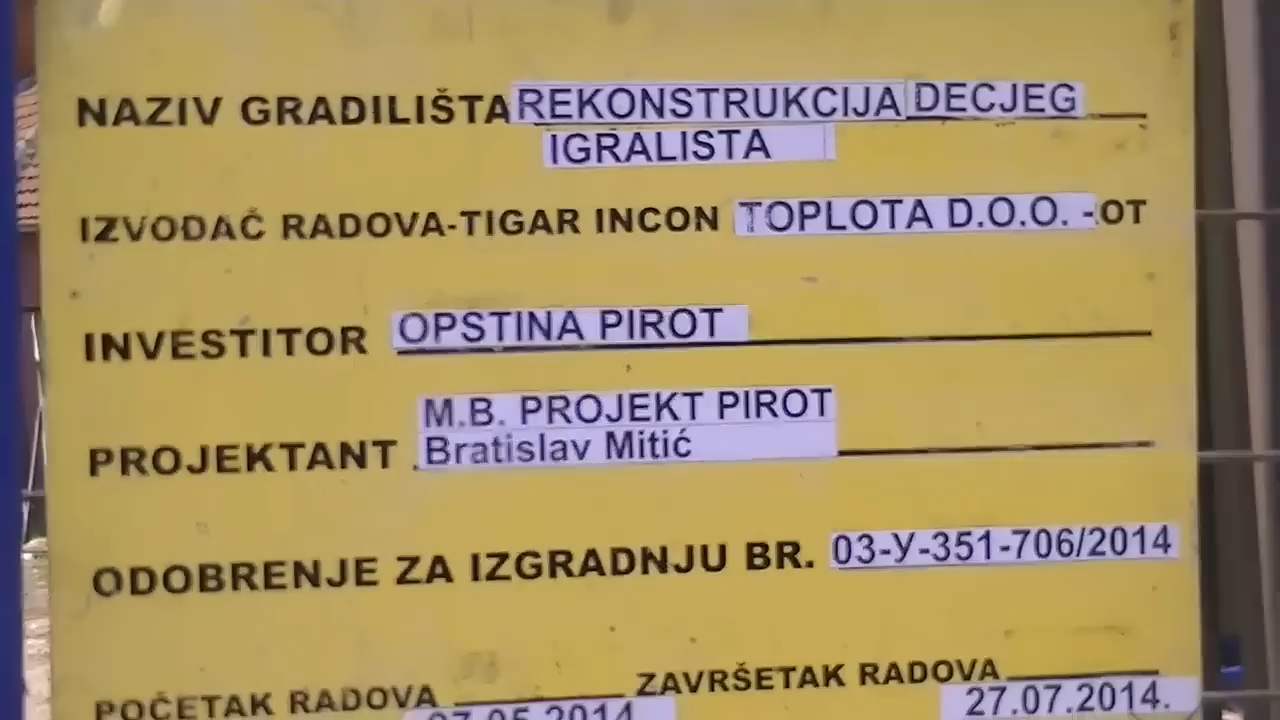 NAZIV GRADILIŠTA REKONSTRUKCIJA DECJEG
IGRALISTA
IZVOĐAČ RADOVA-TIGAR INCON TOPLOTA D.O.O. -OT
INVESTITOR OPSTINA PIROT
M.B. PROJEKT PIROT
PROJEKTANT Bratislav Mitić
ODOBRENJE ZA IZGRADNJU BR. 03-У-351-706/2014
POČETAK RADOVA ZAVRŠETAK RADOVA
27.07.2014.